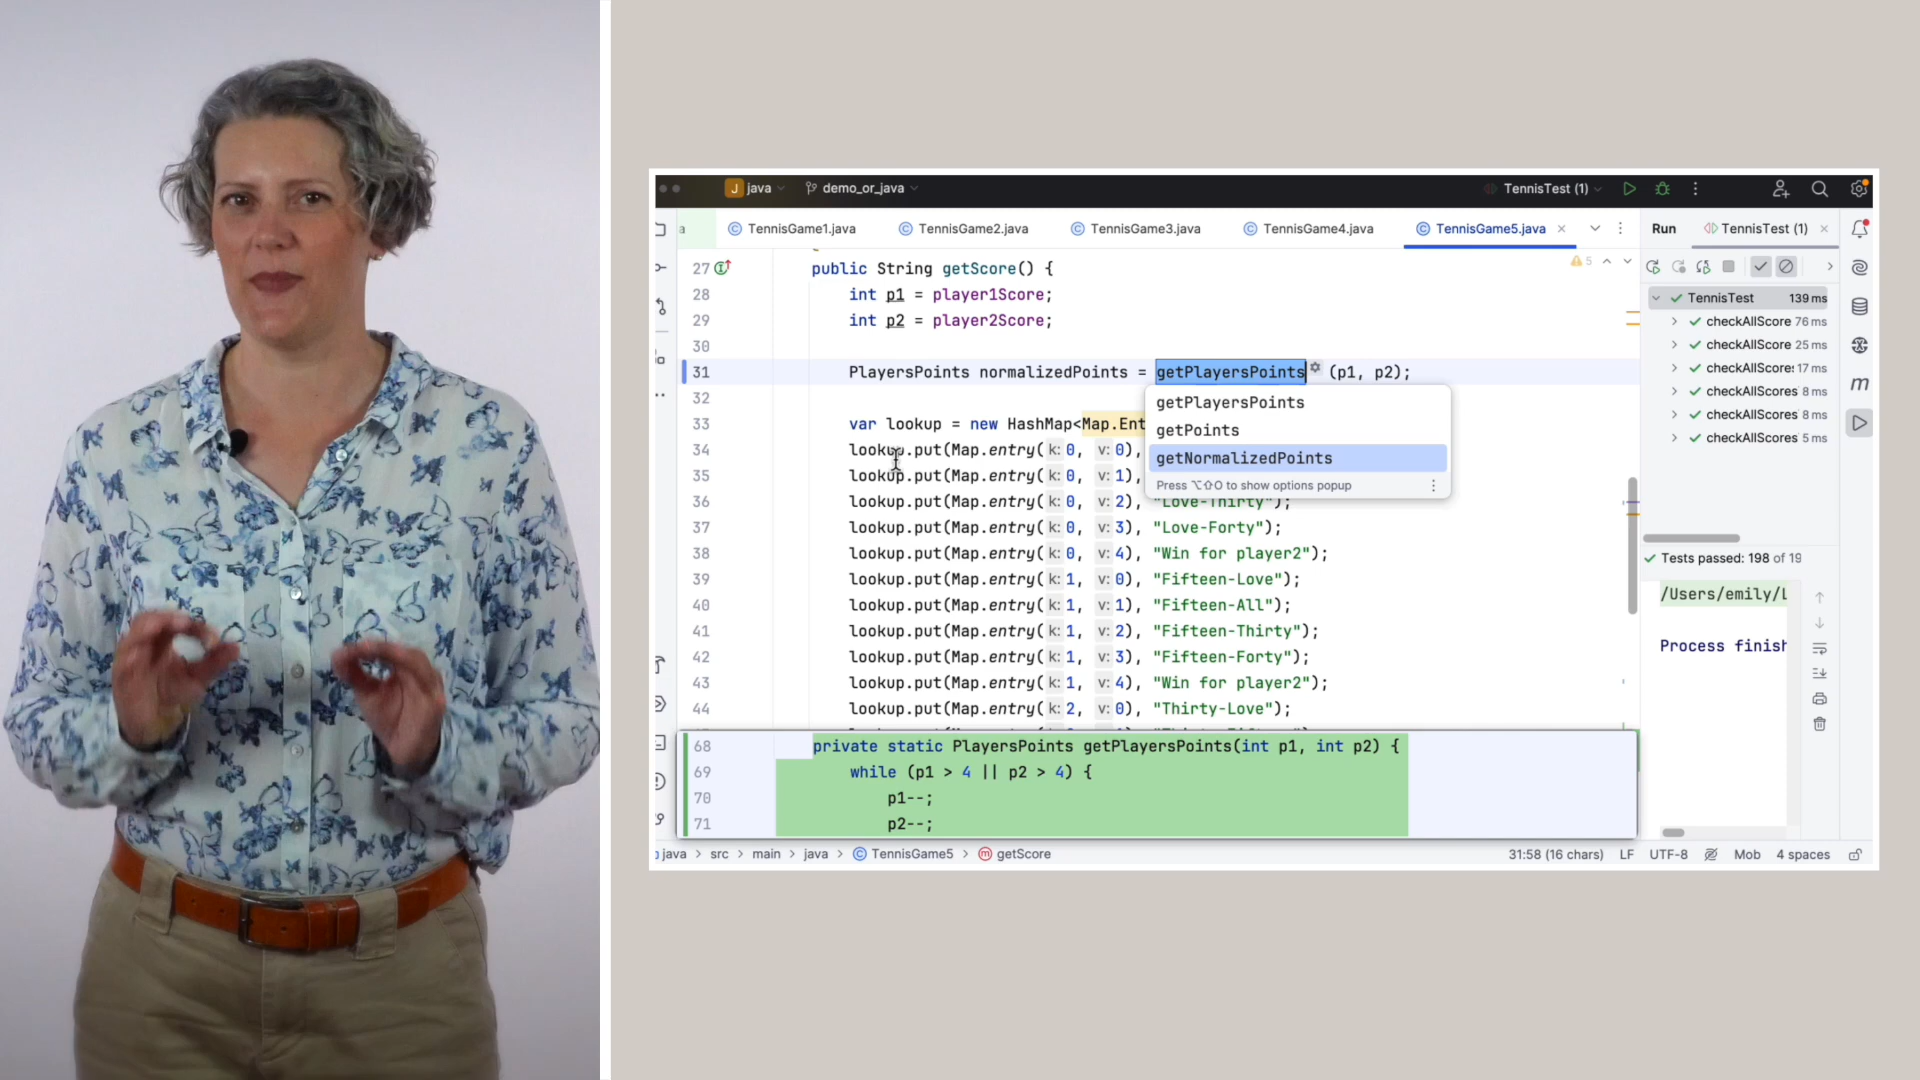 java
demo_or_java
TennisTest (1)
a
TennisGame1.java
TennisGame2.java
TennisGame3.java
TennisGame4.java
TennisGame5.java
Run
TennisTest (1)
27 public String getScore() {
5
28 int p1 = player1Score;
29 int p2 = player2Score;
30
31 PlayersPoints normalizedPoints = getPlayersPoints (p1, p2);
getPlayersPoints
getPoints
getNormalizedPoints
Press ⌥⇧O to show options popup
32
33 var lookup = new HashMap<Map.Ent
34 lookup.put(Map.entry( k: 0, v: 0),
35 lookup.put(Map.entry( k: 0, v: 1),
36 lookup.put(Map.entry( k: 0, v: 2), "Love-Thirty");
37 lookup.put(Map.entry( k: 0, v: 3), "Love-Forty");
38 lookup.put(Map.entry( k: 0, v: 4), "Win for player2");
39 lookup.put(Map.entry( k: 1, v: 0), "Fifteen-Love");
40 lookup.put(Map.entry( k: 1, v: 1), "Fifteen-All");
41 lookup.put(Map.entry( k: 1, v: 2), "Fifteen-Thirty");
42 lookup.put(Map.entry( k: 1, v: 3), "Fifteen-Forty");
43 lookup.put(Map.entry( k: 1, v: 4), "Win for player2");
44 lookup.put(Map.entry( k: 2, v: 0), "Thirty-Love");
68 private static PlayersPoints getPlayersPoints(int p1, int p2) {
69 while (p1 > 4 || p2 > 4) {
70 p1--;
71 p2--;
TennisTest 139 ms
checkAllScore 76 ms
checkAllScore 25 ms
checkAllScores 17 ms
checkAllScores 8 ms
checkAllScores 8 ms
checkAllScores 5 ms
Tests passed: 198 of 19
/Users/emily/L
Process finish
java > src > main > java > TennisGame5 > getScore
31:58 (16 chars) LF UTF-8 Mob 4 spaces